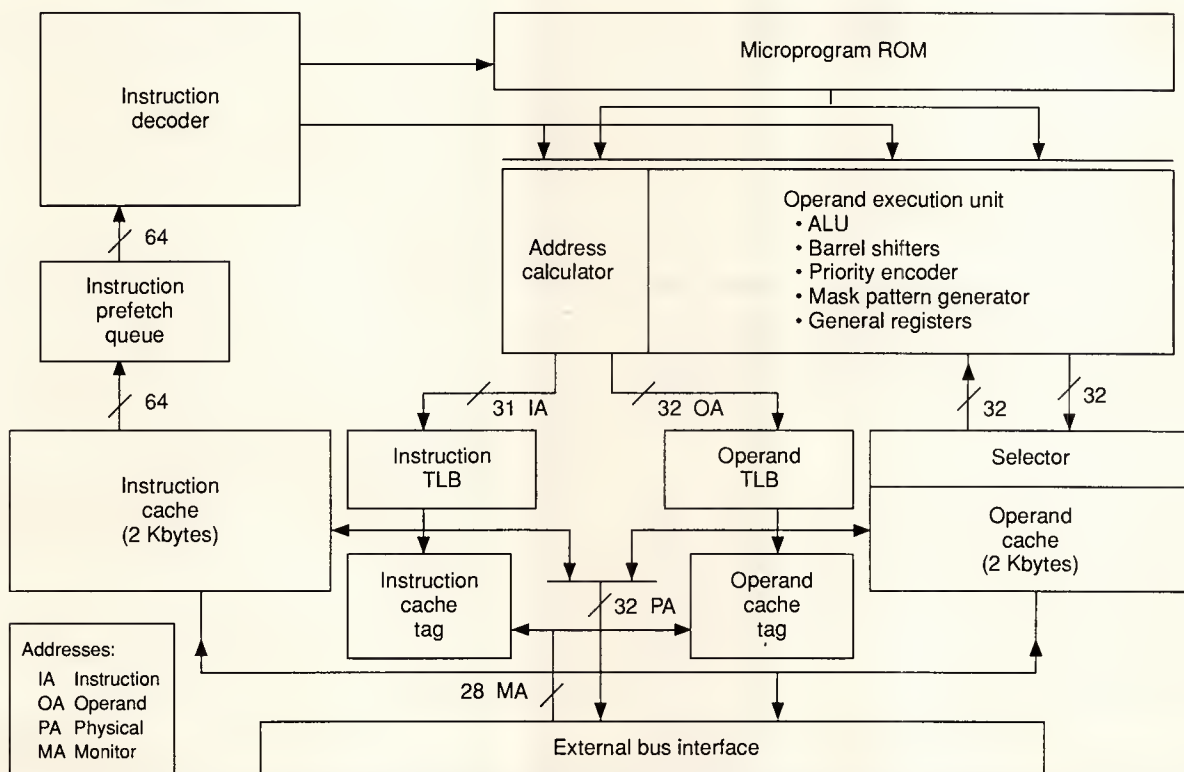 Microprogram ROM
Instruction
decoder
Operand execution unit
• ALU
• Barrel shifters
• Priority encoder
• Mask pattern generator
• General registers
Address
calculator
64
Instruction
prefetch
queue
64
31 IA
32 OA
32
32
Instruction
TLB
Operand
TLB
Selector
Instruction
cache
(2 Kbytes)
Operand
cache
(2 Kbytes)
Instruction
cache
tag
32 PA
Operand
cache
tag
Addresses:
IA Instruction
OA Operand
PA Physical
MA Monitor
28 MA
External bus interface